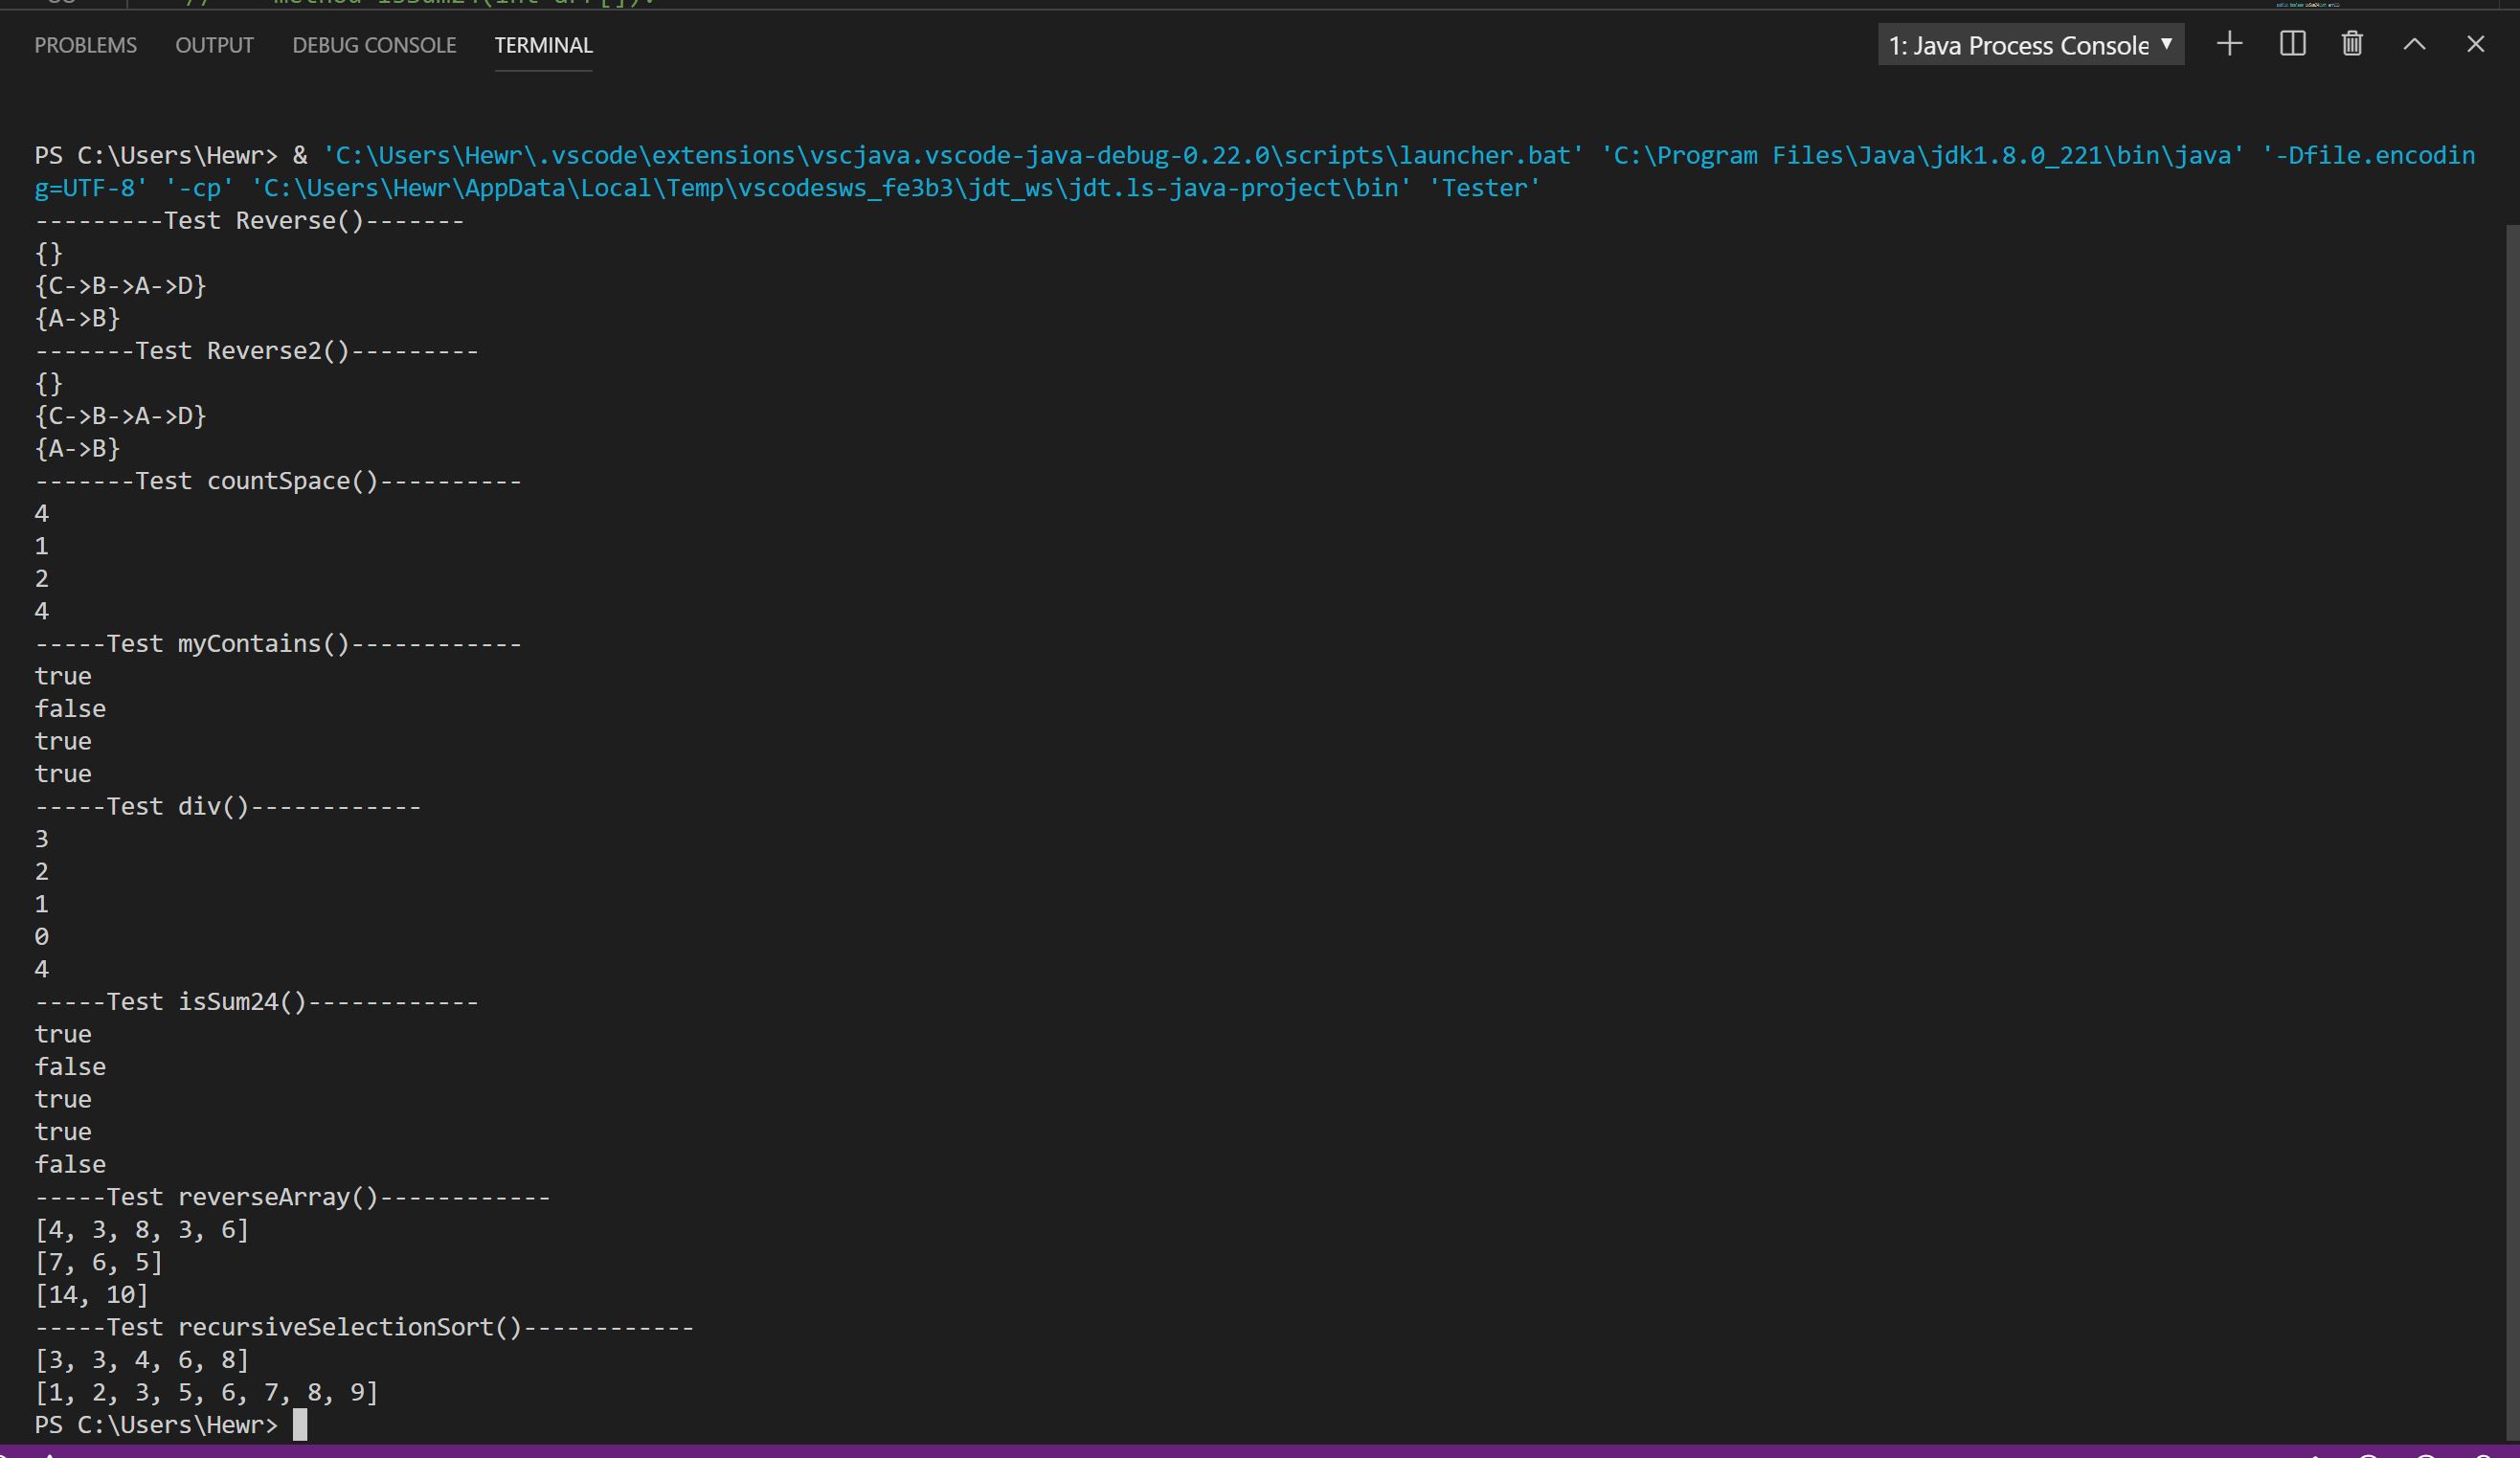 PROBLEMS OUTPUT DEBUG CONSOLE TERMINAL 1: Java Process Console
PS C:\Users\Hewr> & 'C:\Users\Hewr\.vscode\extensions\vscjava.vscode-java-debug-0.22.0\scripts\launcher.bat' 'C:\Program Files\Java\jdk1.8.0_221\bin\java' '-Dfile.encodin
g=UTF-8' '-cp' 'C:\Users\Hewr\AppData\Local\Temp\vscodesws_fe3b3\jdt_ws\jdt.ls-java-project\bin' 'Tester'
---------Test Reverse()-------
{}
{C->B->A->D}
{A->B}
-------Test Reverse2()---------
{}
{C->B->A->D}
{A->B}
-------Test countSpace()----------
4
1
2
4
-----Test myContains()------------
true
false
true
true
-----Test div()------------
3
2
1
0
4
-----Test isSum24()------------
true
false
true
true
false
-----Test reverseArray()------------
[4, 3, 8, 3, 6]
[7, 6, 5]
[14, 10]
-----Test recursiveSelectionSort()------------
[3, 3, 4, 6, 8]
[1, 2, 3, 5, 6, 7, 8, 9]
PS C:\Users\Hewr>